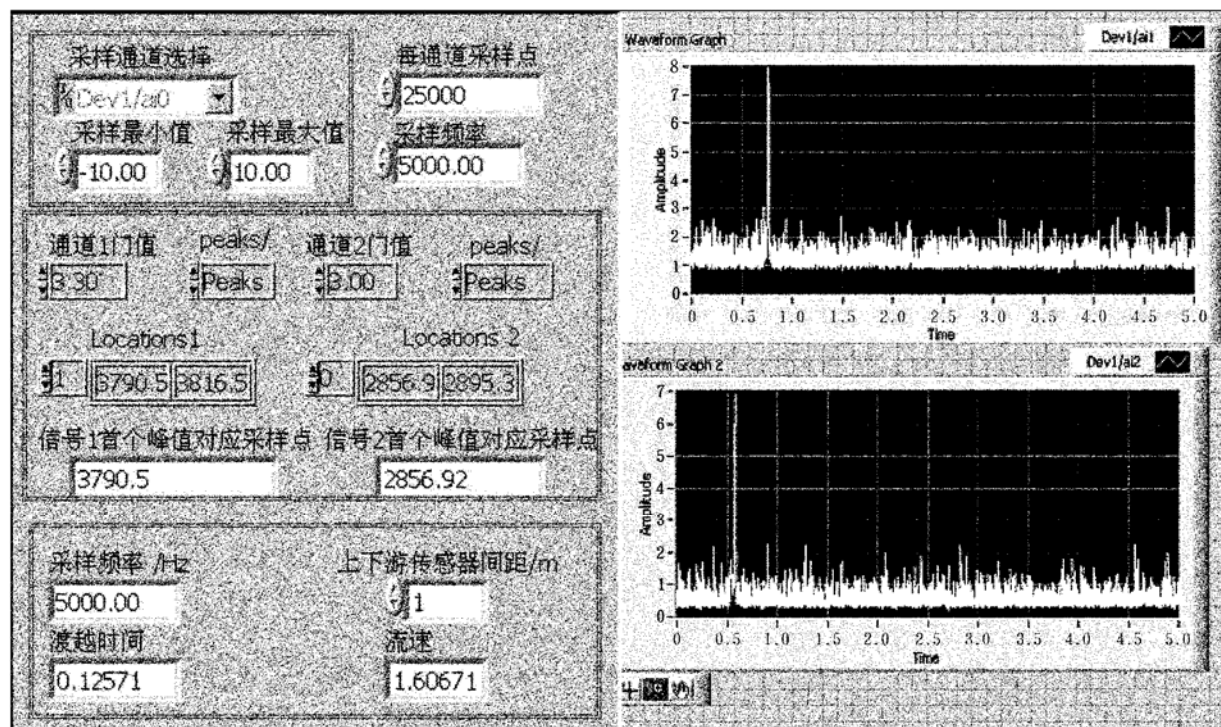 采样通道选择
Dev1/ai0
采样最小值 采样最大值
-10.00 10.00
每通道采样点
25000
采样频率
5000.00
通道1门值 peaks/ 通道2门值 peaks/
3.30 Peaks 3.00 Peaks
Locations1 Locations 2
1 3790.5 3816.5 0 2856.9 2895.3
信号1首个峰值对应采样点 信号2首个峰值对应采样点
3790.5 2856.92
采样频率 /Hz 上下游传感器间距/m
5000.00 1
渡越时间 流速
0.12571 1.60671
Waveform Graph Dev1/ai1
8
7
6
5
4
3
2
1
0
Amplitude
0 0.5 1.0 1.5 2.0 2.5 3.0 3.5 4.0 4.5 5.0
Time
aveform Graph 2 Dev1/ai2
7
6
5
4
3
2
1
0
Amplitude
0 0.5 1.0 1.5 2.0 2.5 3.0 3.5 4.0 4.5 5.0
Time